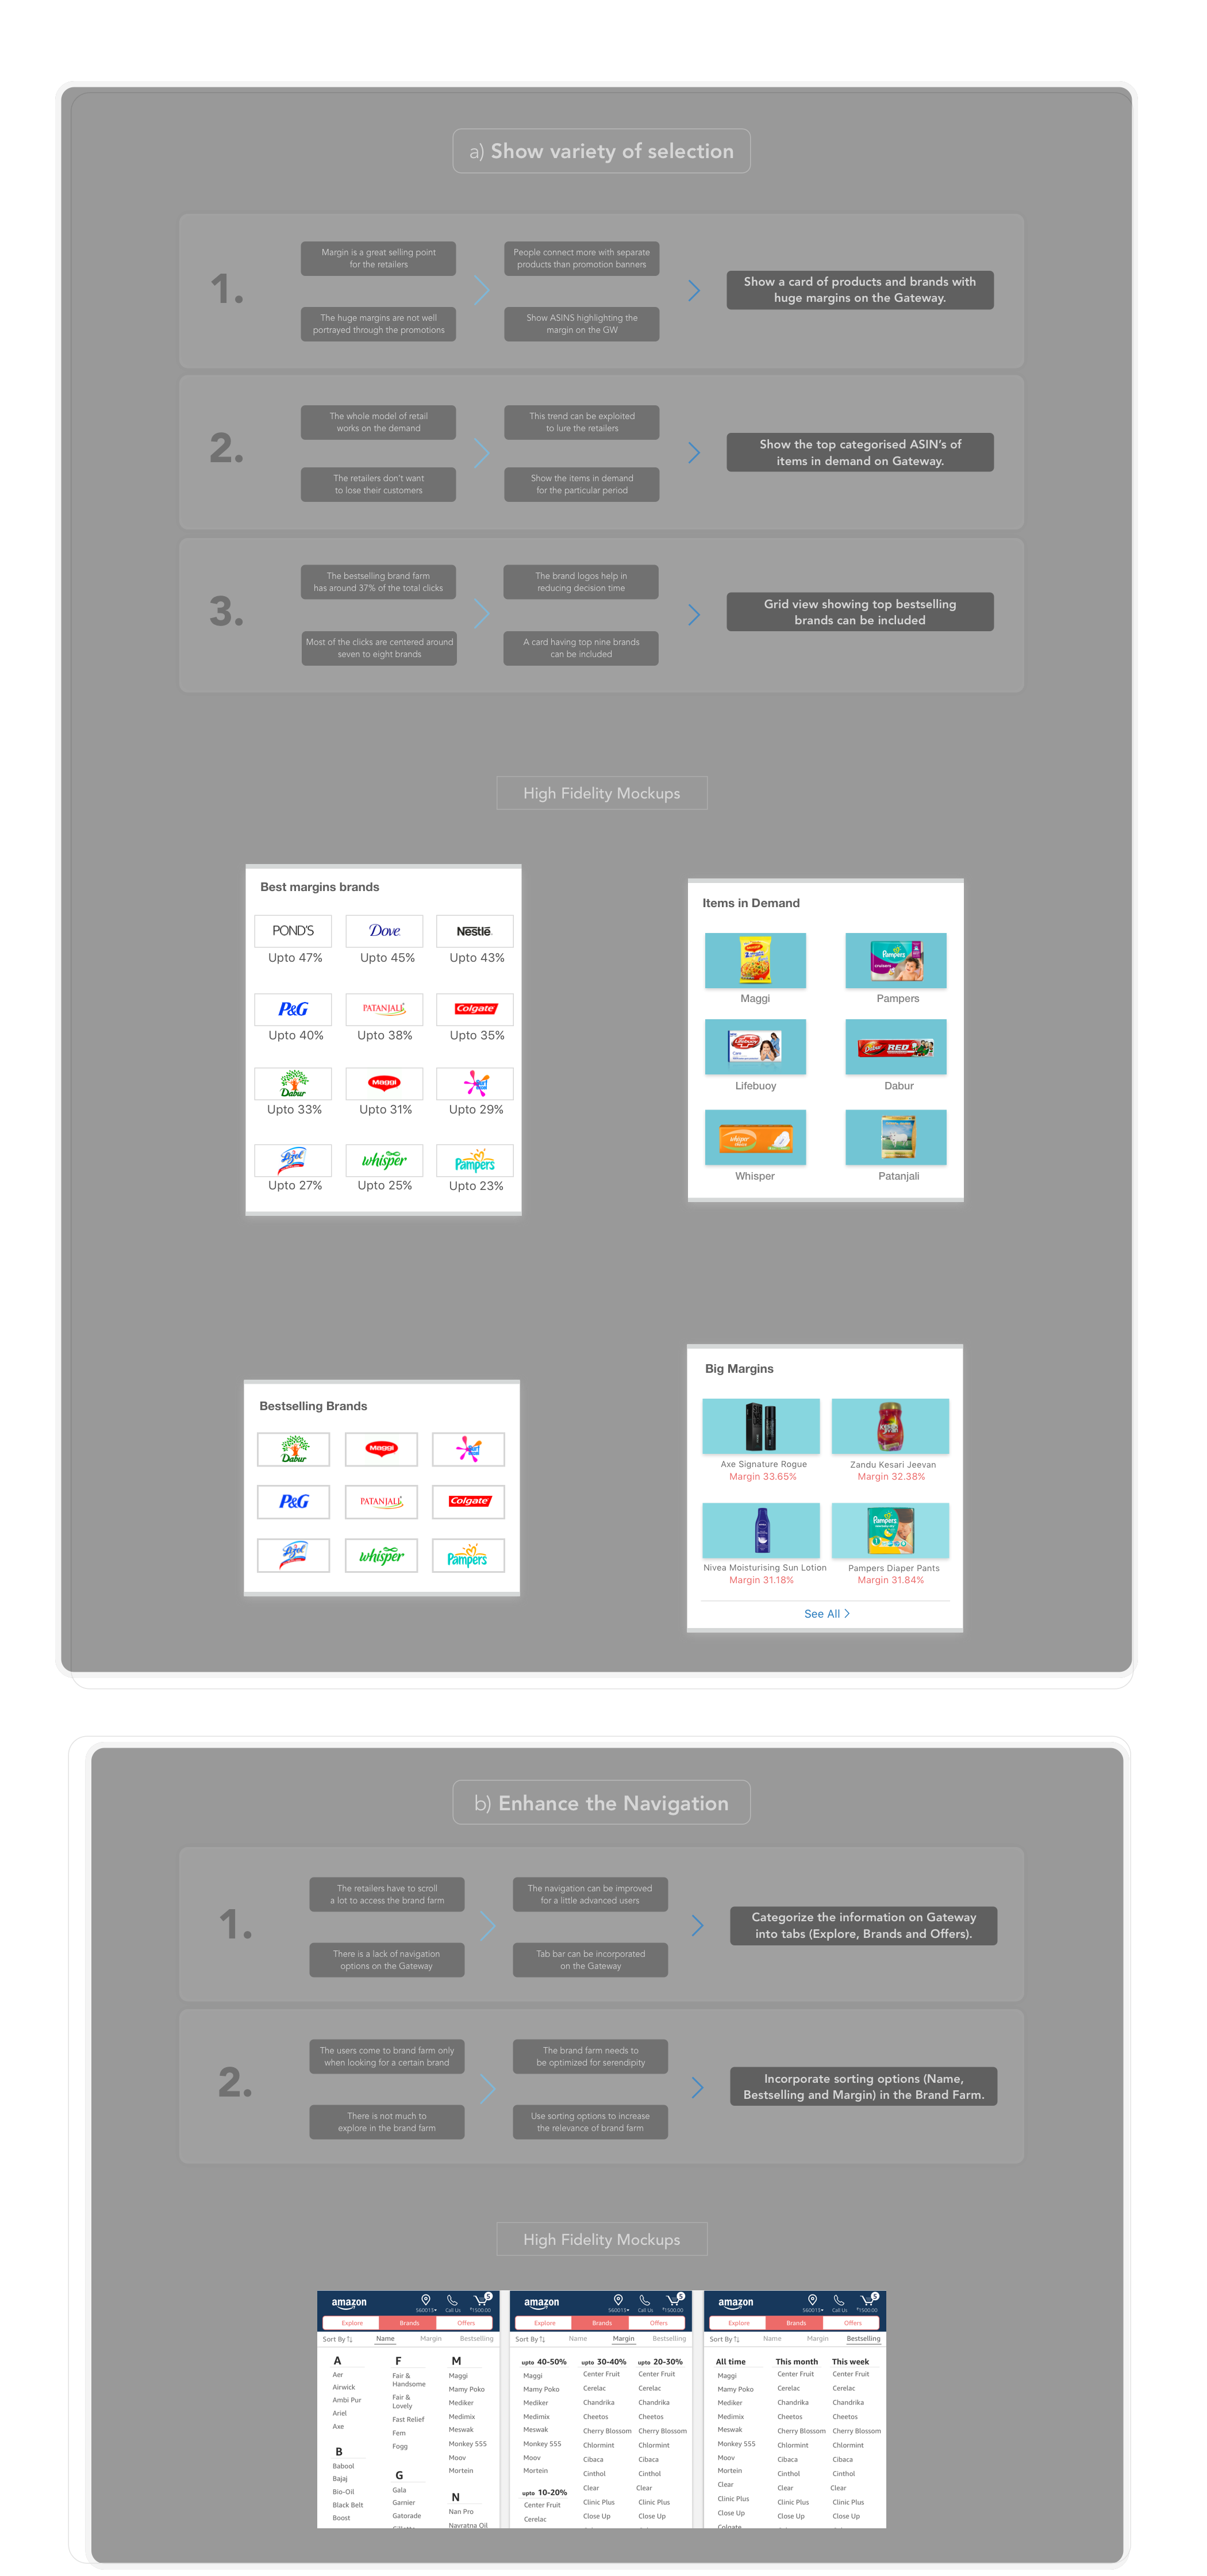 a) Show variety of selection
1.
Margin is a great selling point
for the retailers
The huge margins are not well
portrayed through the promotions
People connect more with separate
products than promotion banners
Show ASINS highlighting the
margin on the GW
Show a card of products and brands with
huge margins on the Gateway.
2.
The whole model of retail
works on the demand
The retailers don't want
to lose their customers
This trend can be exploited
to lure the retailers
Show the items in demand
for the particular period
Show the top categorised ASIN's of
items in demand on Gateway.
3.
The bestselling brand farm
has around 37% of the total clicks
Most of the clicks are centered around
seven to eight brands
The brand logos help in
reducing decision time
A card having top nine brands
can be included
Grid view showing top bestselling
brands can be included
High Fidelity Mockups
Best margins brands
POND'S Dove Nestle
Upto 47% Upto 45% Upto 43%
P&G PATANJALI Colgate
Upto 40% Upto 38% Upto 35%
Dabur Maggi
Upto 33% Upto 31% Upto 29%
Lizol whisper Pampers
Upto 27% Upto 25% Upto 23%
Items in Demand
Maggi Pampers
Lifebuoy Dabur
Whisper Patanjali
Bestselling Brands
Dabur Maggi
P&G PATANJALI Colgate
Lizol whisper Pampers
Big Margins
Axe Signature Rogue Zandu Kesari Jeevan
Margin 33.65% Margin 32.38%
Nivea Moisturising Sun Lotion Pampers Diaper Pants
Margin 31.18% Margin 31.84%
See All >
b) Enhance the Navigation
1.
The retailers have to scroll
a lot to access the brand farm
There is a lack of navigation
options on the Gateway
The navigation can be improved
for a little advanced users
Tab bar can be incorporated
on the Gateway
Categorize the information on Gateway
into tabs (Explore, Brands and Offers).
2.
The users come to brand farm only
when looking for a certain brand
There is not much to
explore in the brand farm
The brand farm needs to
be optimized for serendipity
Use sorting options to increase
the relevance of brand farm
Incorporate sorting options (Name,
Bestselling and Margin) in the Brand Farm.
High Fidelity Mockups
amazon
560015 Call Us ₹1500.00
5
Explore Brands Offers
Sort By Name Margin Bestselling
A
Aer
Airwick
Ambi Pur
Ariel
Axe
B
Babool
Bajaj
Bio-Oil
Black Belt
Boost
F
Fair &
Handsome
Fair &
Lovely
Fast Relief
Fem
Fogg
G
Gala
Garnier
Gatorade
M
Maggi
Mamy Poko
Mediker
Medimix
Meswak
Monkey 555
Moov
Mortein
N
Nan Pro
Navratna Oil
amazon
560015 Call Us ₹1500.00
5
Explore Brands Offers
Sort By Name Margin Bestselling
upto 40-50%
Maggi
Mamy Poko
Mediker
Medimix
Meswak
Monkey 555
Moov
Mortein
upto 10-20%
Center Fruit
Cerelac
upto 30-40%
Center Fruit
Cerelac
Chandrika
Cheetos
Cherry Blossom
Chlormint
Cibaca
Cinthol
Clear
Clinic Plus
Close Up
upto 20-30%
Center Fruit
Cerelac
Chandrika
Cheetos
Cherry Blossom
Chlormint
Cibaca
Cinthol
Clear
Clinic Plus
Close Up
amazon
560015 Call Us ₹1500.00
5
Explore Brands Offers
Sort By Name Margin Bestselling
All time
Maggi
Mamy Poko
Mediker
Medimix
Meswak
Monkey 555
Moov
Mortein
Clear
Clinic Plus
Close Up
Colgate
This month
Center Fruit
Cerelac
Chandrika
Cheetos
Cherry Blossom
Chlormint
Cibaca
Cinthol
Clear
Clinic Plus
Close Up
This week
Center Fruit
Cerelac
Chandrika
Cheetos
Cherry Blossom
Chlormint
Cibaca
Cinthol
Clear
Clinic Plus
Close Up